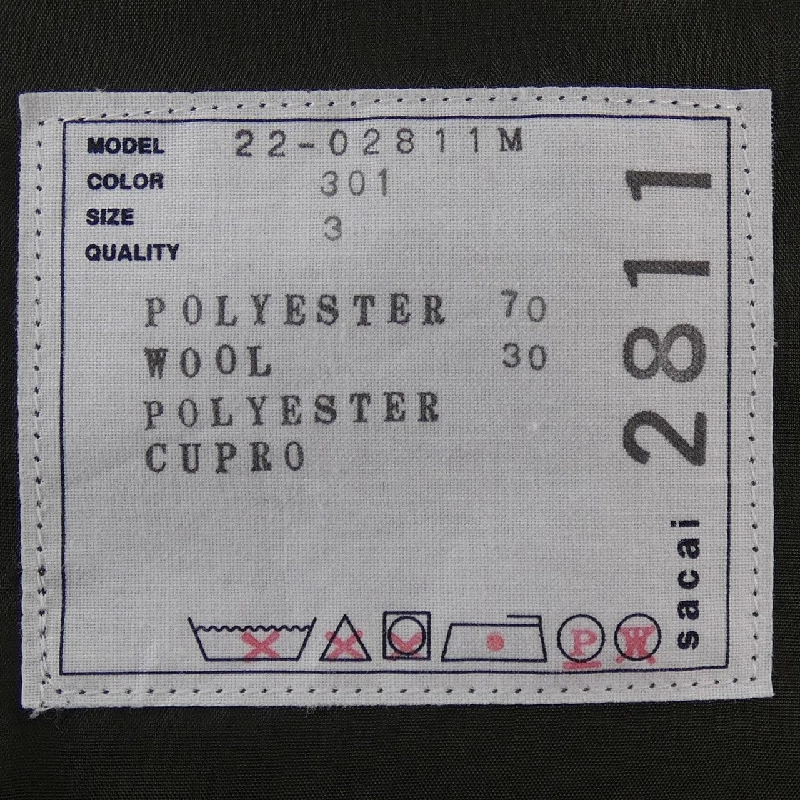 MODEL 22-02811M
COLOR 301
SIZE 3
QUALITY
POLYESTER 70
WOOL 30
POLYESTER
CUPRO
P W
sacai 2811